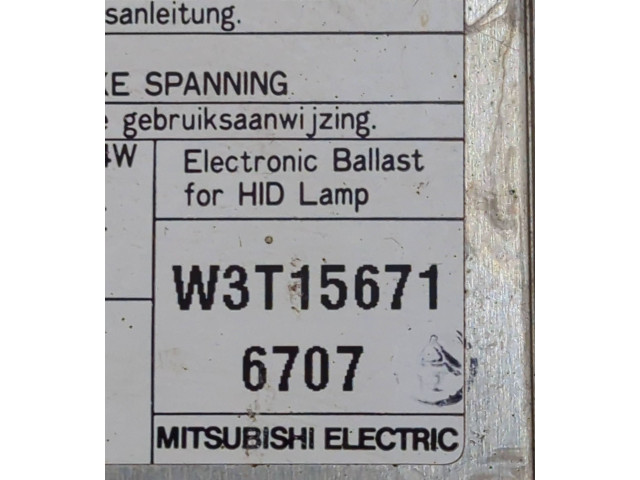 sanleitung.
KE SPANNING
e gebruiksaanwijzing.
4W
Electronic Ballast
for HID Lamp
W3T15671
6707
MITSUBISHI ELECTRIC